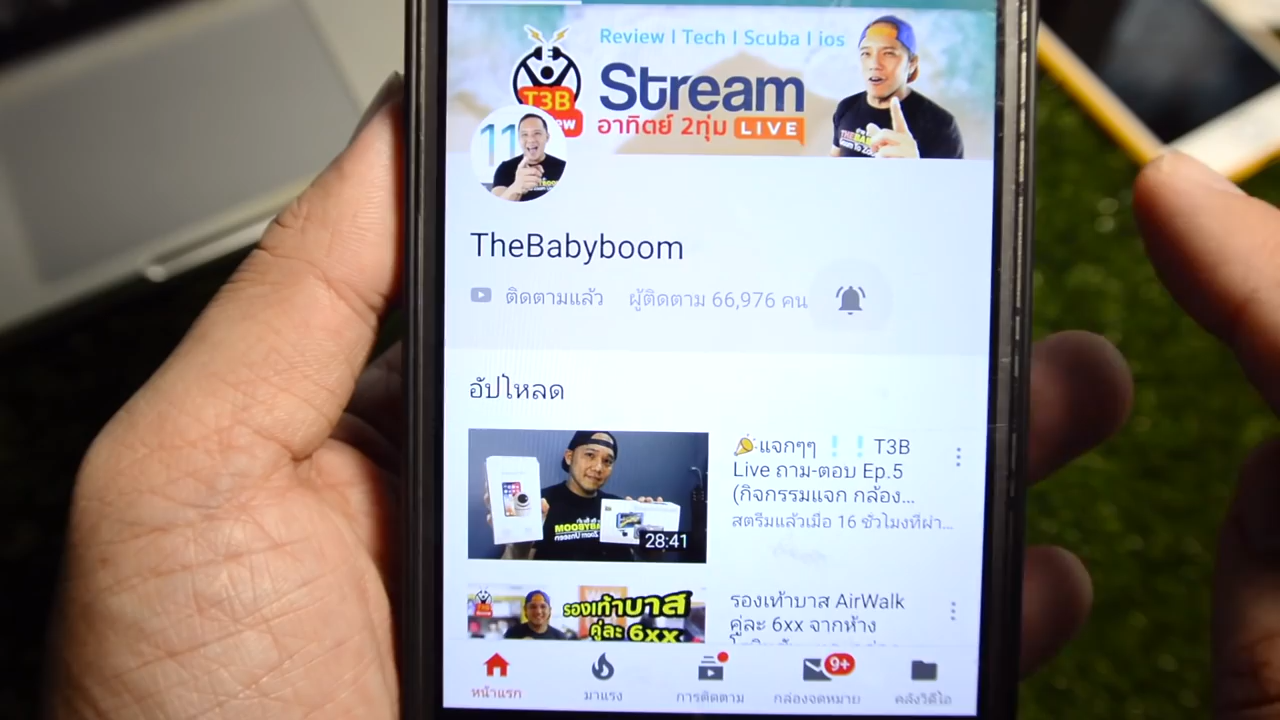 Review | Tech | Scuba | ios
T3B
Stream
อาทิตย์ 2ทุ่ม LIVE
11
TheBabyboom
ติดตามแล้ว ผู้ติดตาม 66,976 คน
อัปโหลด
🎉แจกๆๆ ❕❕ T3B
Live ถาม-ตอบ Ep.5
(กิจกรรมแจก กล้อง...
สตรีมแล้วเมื่อ 16 ชั่วโมงที่ผ่า...
28:41
รองเท้าบาส
คู่ละ 6xx
รองเท้าบาส AirWalk
คู่ละ 6xx จากห้าง
9+
หน้าแรก มาแรง การติดตาม กล่องจดหมาย คลังวิดีโอ